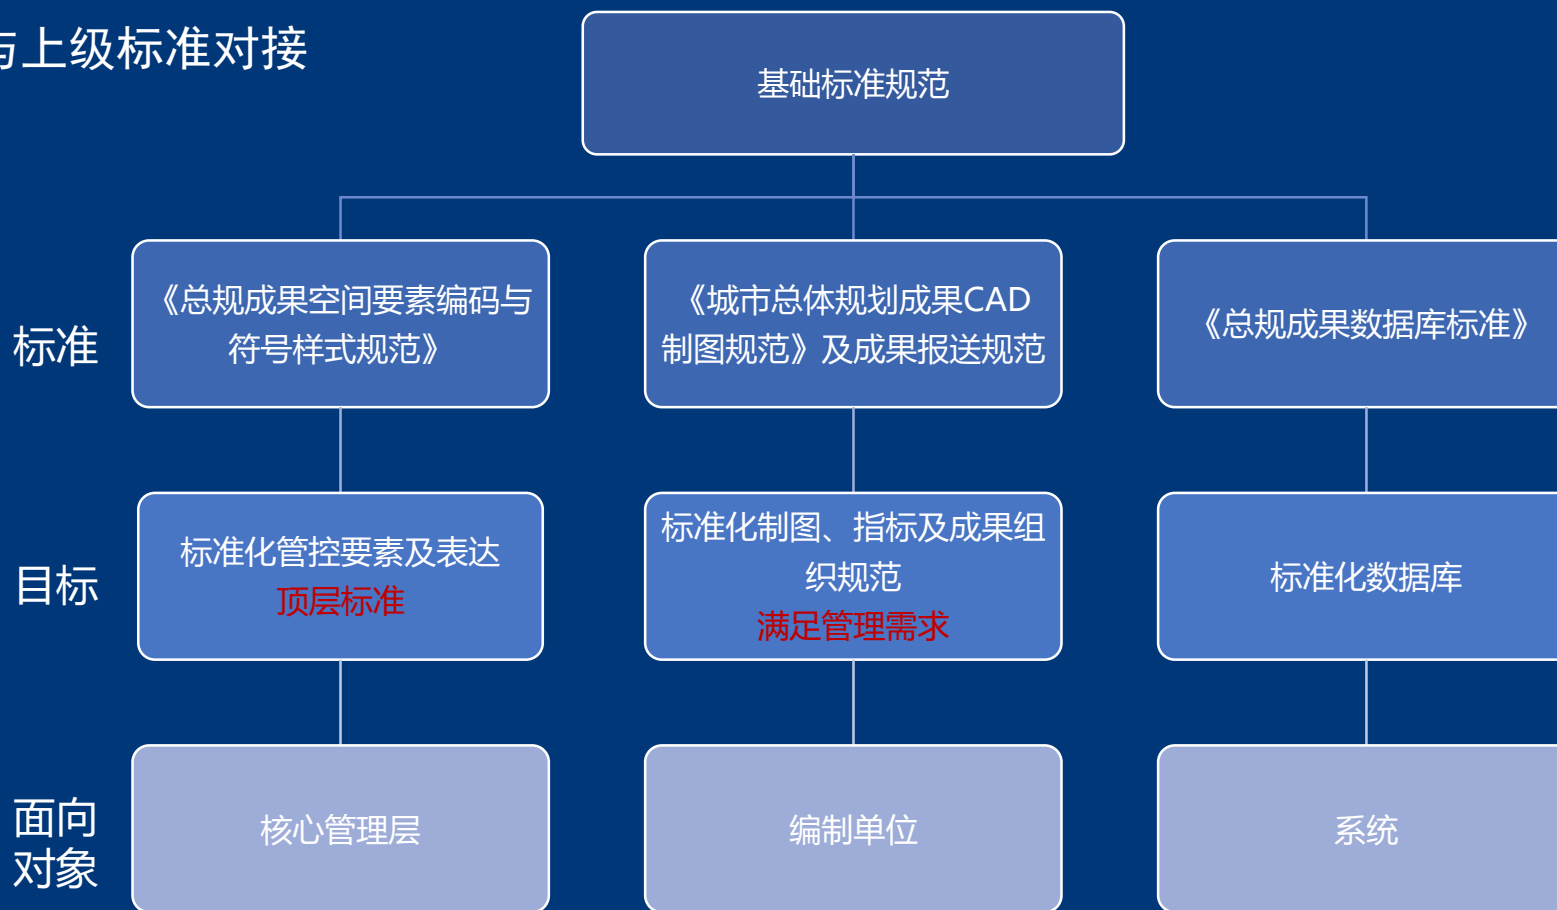 与上级标准对接
基础标准规范
标准
《总规成果空间要素编码与
符号样式规范》
《城市总体规划成果CAD
制图规范》及成果报送规范
《总规成果数据库标准》
目标
标准化管控要素及表达
顶层标准
标准化制图、指标及成果组
织规范
满足管理需求
标准化数据库
面向
对象
核心管理层
编制单位
系统